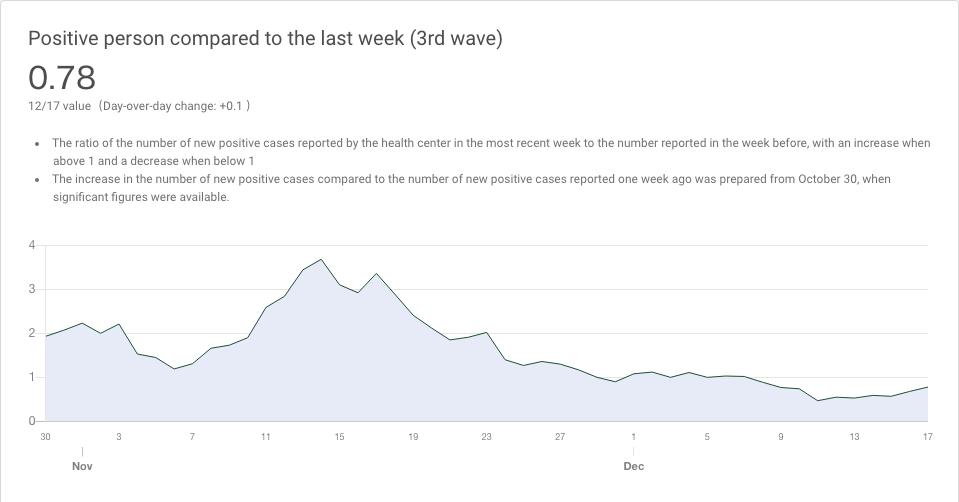 Positive person compared to the last week (3rd wave)
0.78
12/17 value（Day-over-day change: +0.1 ）
• The ratio of the number of new positive cases reported by the health center in the most recent week to the number reported in the week before, with an increase when
above 1 and a decrease when below 1
• The increase in the number of new positive cases compared to the number of new positive cases reported one week ago was prepared from October 30, when
significant figures were available.
4
3
2
1
0
30 3 7 11 15 19 23 27 1 5 9 13 17
Nov Dec